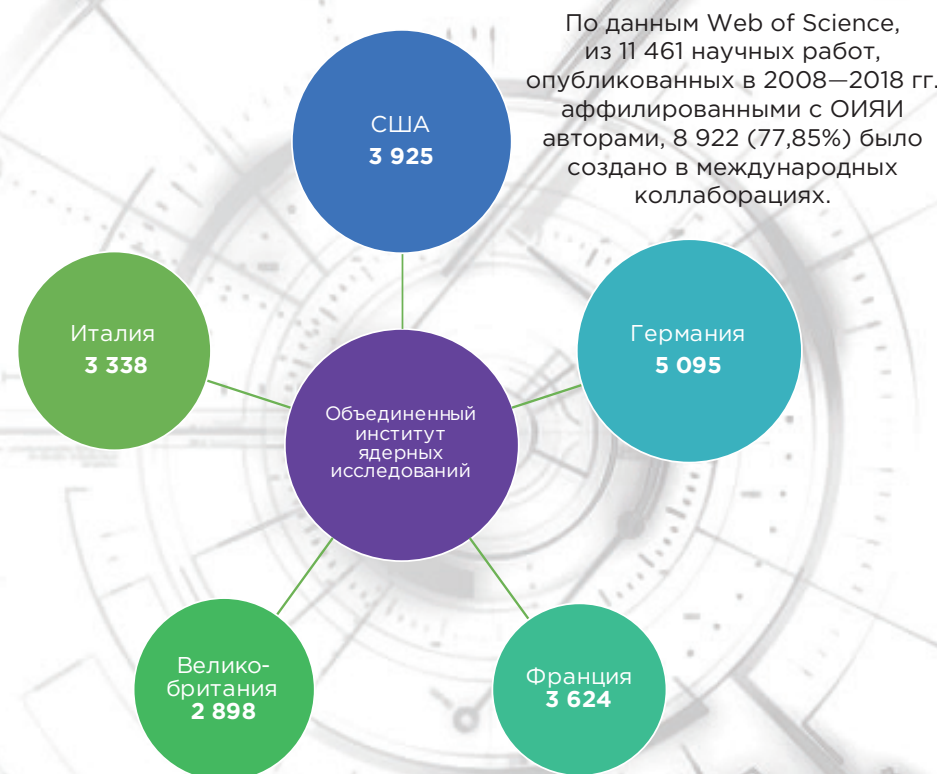 По данным Web of Science,
из 11 461 научных работ,
опубликованных в 2008—2018 гг.
аффилированными с ОИЯИ
авторами, 8 922 (77,85%) было
создано в международных
коллаборациях.
США
3 925
Италия
3 338
Германия
5 095
Объединенный
институт
ядерных
исследований
Велико-
британия
2 898
Франция
3 624